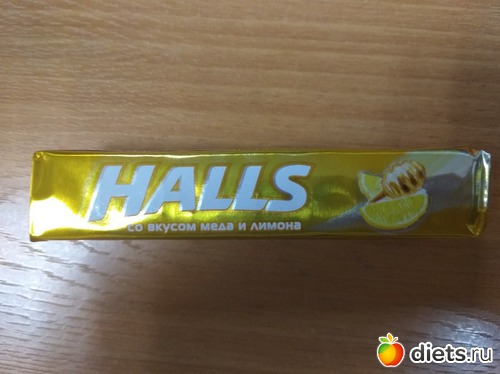 HALLS
со вкусом меда и лимона
diets.ru